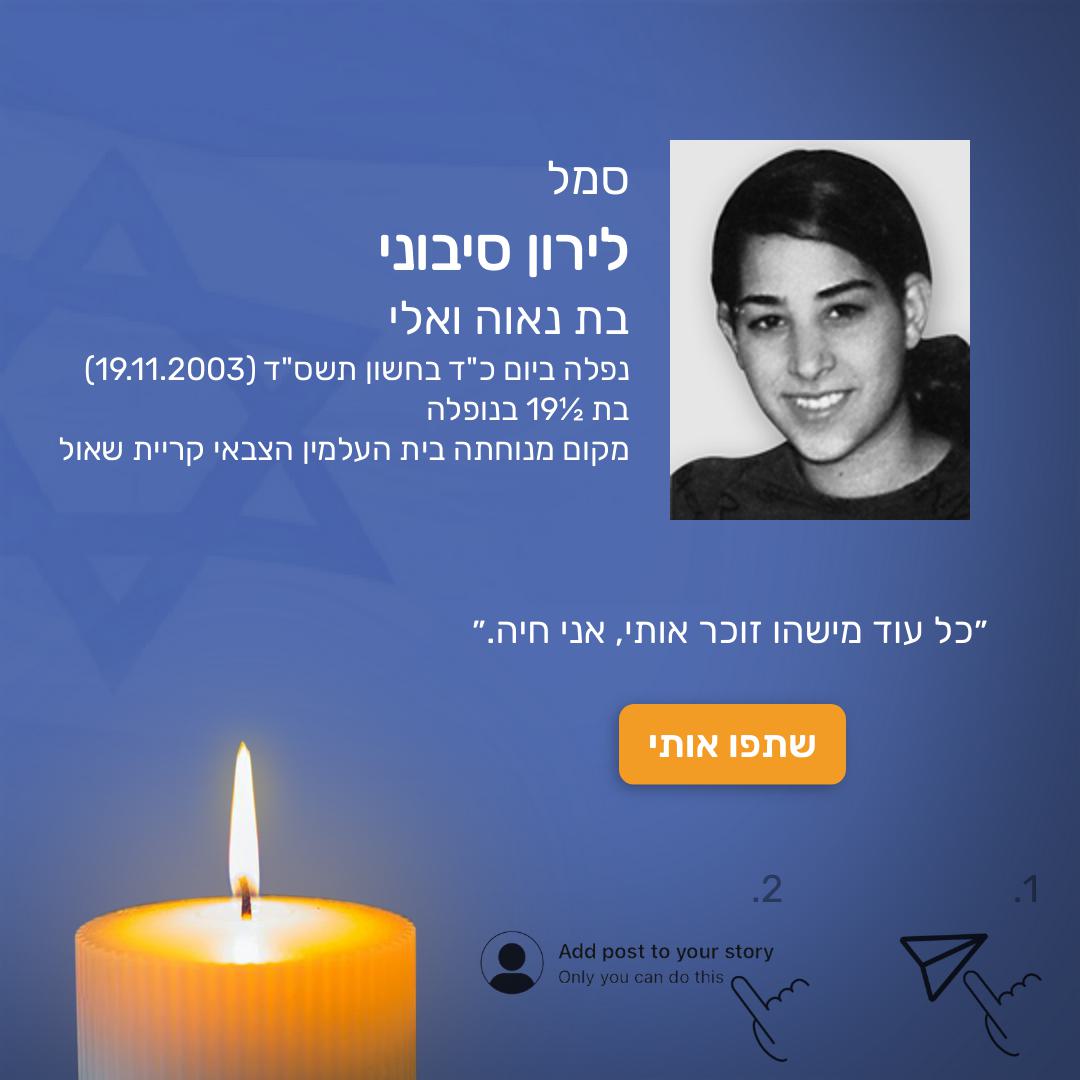 סמל
לירון סיבוני
בת נאוה ואלי
נפלה ביום כ"ד בחשון תשס"ד (19.11.2003)
בת 19½ בנופלה
מקום מנוחתה בית העלמין הצבאי קריית שאול
״כל עוד מישהו זוכר אותי, אני חיה.״
שתפו אותי
1.
2.
Add post to your story
Only you can do this